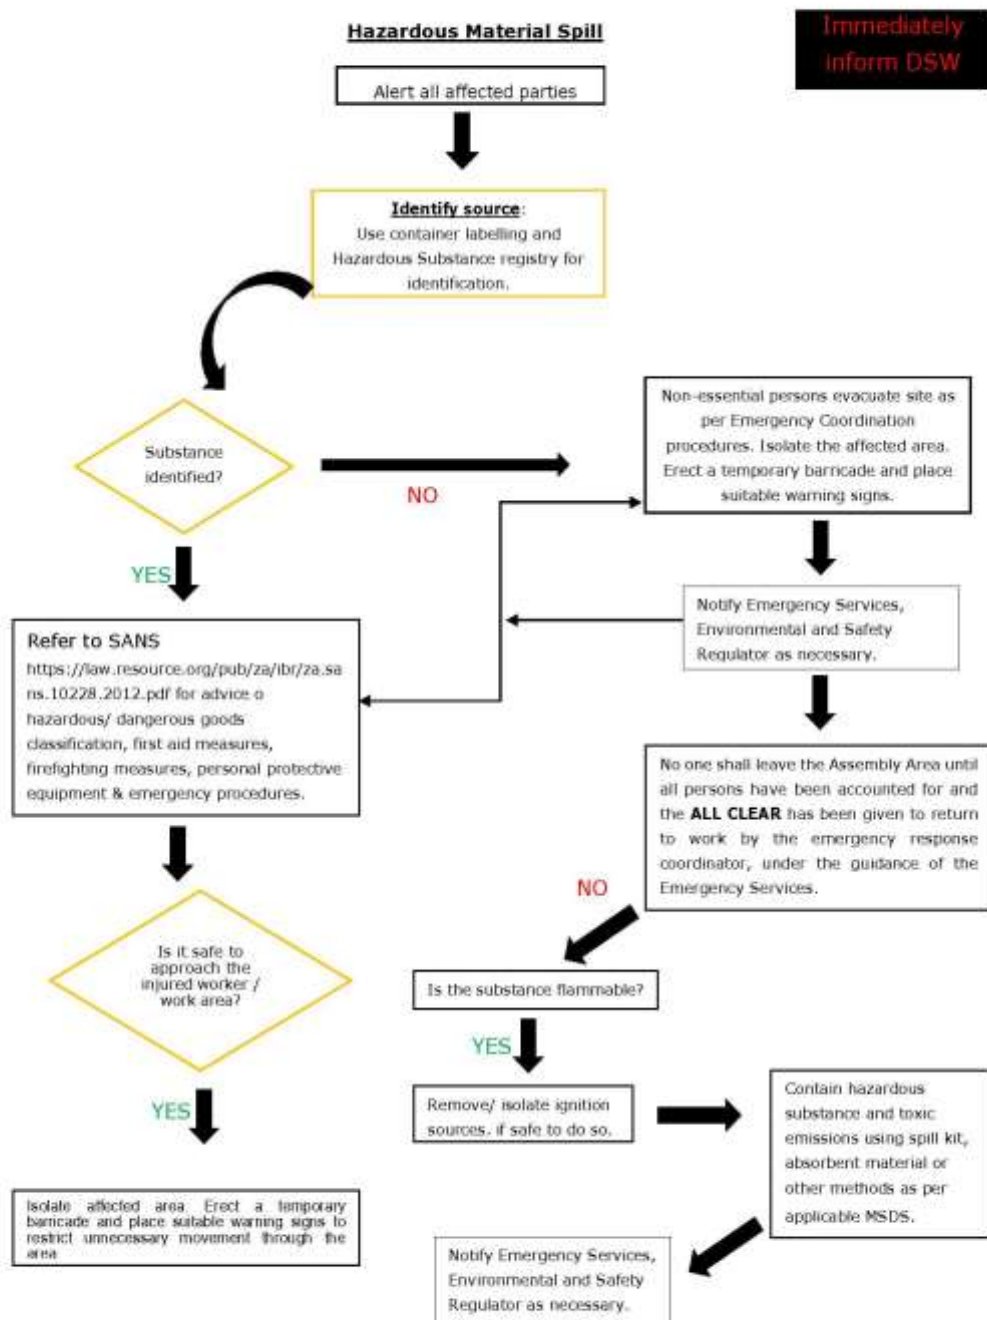 Hazardous Material Spill
Immediately
inform DSW
Alert all affected parties
Identify source:
Use container labelling and
Hazardous Substance registry for
identification.
Substance
identified?
NO
Non-essential persons evacuate site as
per Emergency Coordination
procedures. Isolate the affected area.
Erect a temporary barricade and place
suitable warning signs.
YES
Notify Emergency Services,
Environmental and Safety
Regulator as necessary.
Refer to SANS
https://law.resource.org/pub/za/ibr/za.sa
ns.10228.2012.pdf for advice o
hazardous/ dangerous goods
classification, first aid measures,
firefighting measures, personal protective
equipment & emergency procedures.
No one shall leave the Assembly Area until
all persons have been accounted for and
the ALL CLEAR has been given to return
to work by the emergency response
coordinator, under the guidance of the
Emergency Services.
NO
Is it safe to
approach the
injured worker /
work area?
Is the substance flammable?
YES
YES
Remove/ isolate ignition
sources. if safe to do so.
Contain hazardous
substance and toxic
emissions using spill kit,
absorbent material or
other methods as per
applicable MSDS.
Isolate affected area. Erect a temporary
barricade and place suitable warning signs to
restrict unnecessary movement through the
area
Notify Emergency Services,
Environmental and Safety
Regulator as necessary.